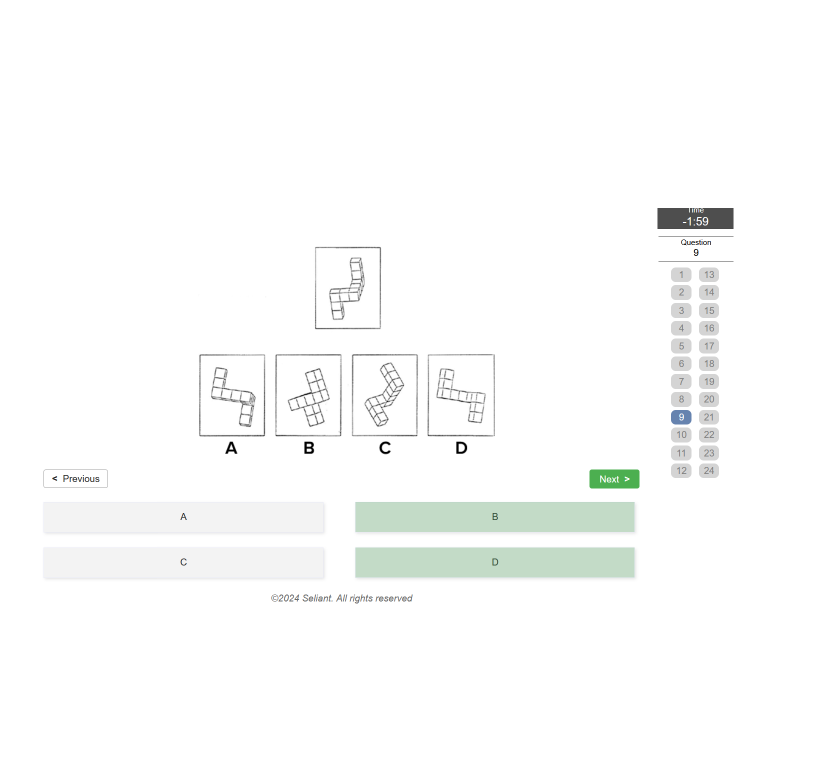 Time
-1:59
Question
9
1 13
2 14
3 15
4 16
5 17
6 18
7 19
8 20
9 21
10 22
11 23
12 24
A B C D
< Previous
Next >
A B
C D
©2024 Seliant. All rights reserved